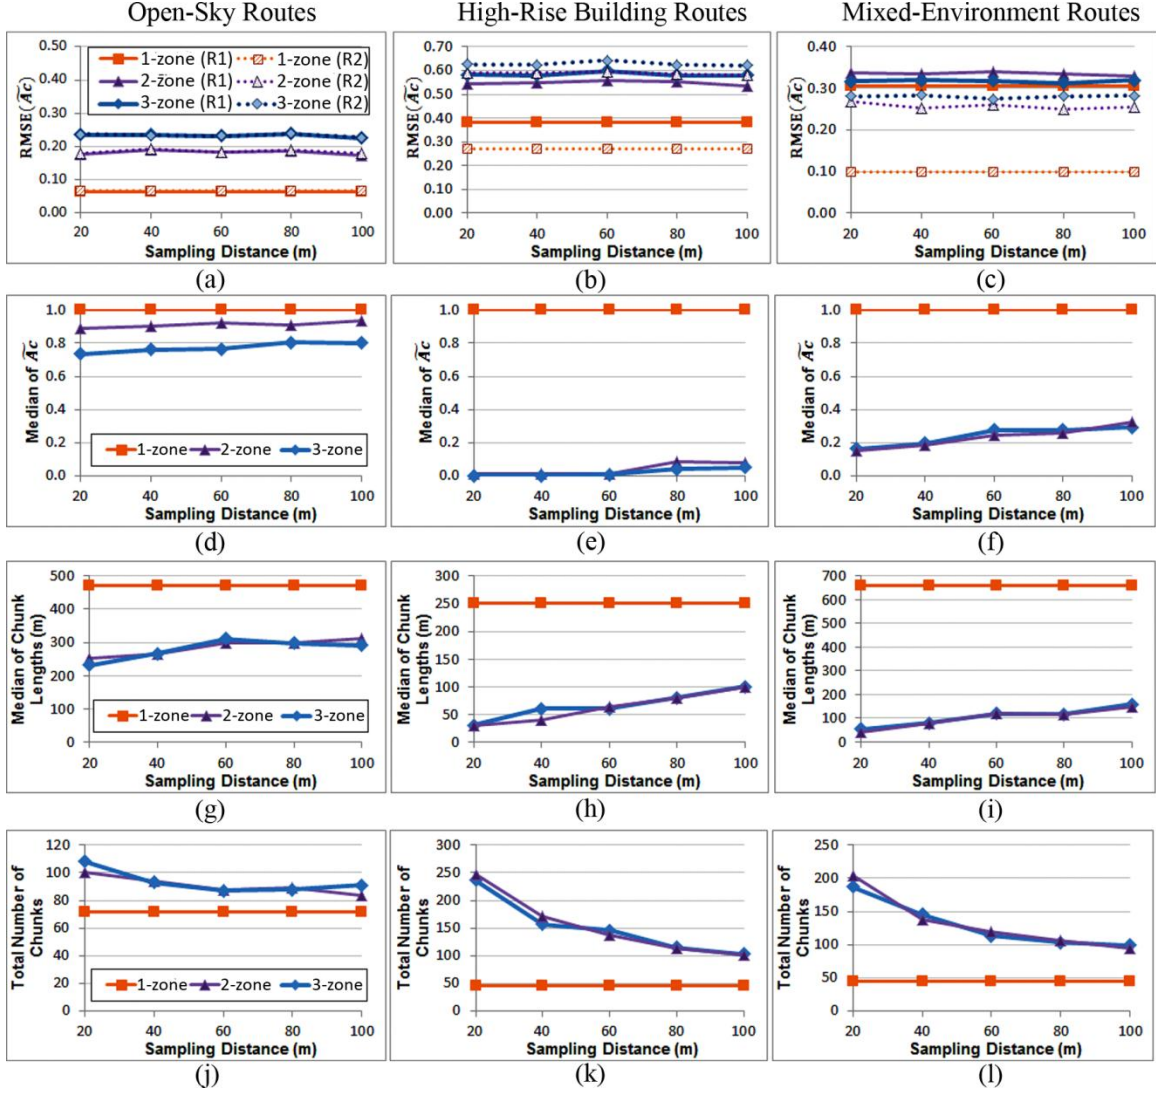 Open-Sky Routes
High-Rise Building Routes
Mixed-Environment Routes
RMSE(Ãc)
0.50
0.40
0.30
0.20
0.10
0.00
1-zone (R1)
1-zone (R2)
2-zone (R1)
2-zone (R2)
3-zone (R1)
3-zone (R2)
20 40 60 80 100
Sampling Distance (m)
(a)
RMSE(Ãc)
0.70
0.60
0.50
0.40
0.30
0.20
0.10
0.00
20 40 60 80 100
Sampling Distance (m)
(b)
RMSE(Ãc)
0.40
0.30
0.20
0.10
0.00
20 40 60 80 100
Sampling Distance (m)
(c)
Median of Ãc
1.0
0.8
0.6
0.4
0.2
0.0
1-zone 2-zone 3-zone
20 40 60 80 100
Sampling Distance (m)
(d)
Median of Ãc
1.0
0.8
0.6
0.4
0.2
0.0
20 40 60 80 100
Sampling Distance (m)
(e)
Median of Ãc
1.0
0.8
0.6
0.4
0.2
0.0
20 40 60 80 100
Sampling Distance (m)
(f)
Median of Chunk
Lengths (m)
500
400
300
200
100
0
1-zone 2-zone 3-zone
20 40 60 80 100
Sampling Distance (m)
(g)
Median of Chunk
Lengths (m)
300
250
200
150
100
50
0
20 40 60 80 100
Sampling Distance (m)
(h)
Median of Chunk
Lengths (m)
700
600
500
400
300
200
100
0
20 40 60 80 100
Sampling Distance (m)
(i)
Total Number of
Chunks
120
100
80
60
40
20
0
1-zone 2-zone 3-zone
20 40 60 80 100
Sampling Distance (m)
(j)
Total Number of
Chunks
300
250
200
150
100
50
0
20 40 60 80 100
Sampling Distance (m)
(k)
Total Number of
Chunks
250
200
150
100
50
0
20 40 60 80 100
Sampling Distance (m)
(l)